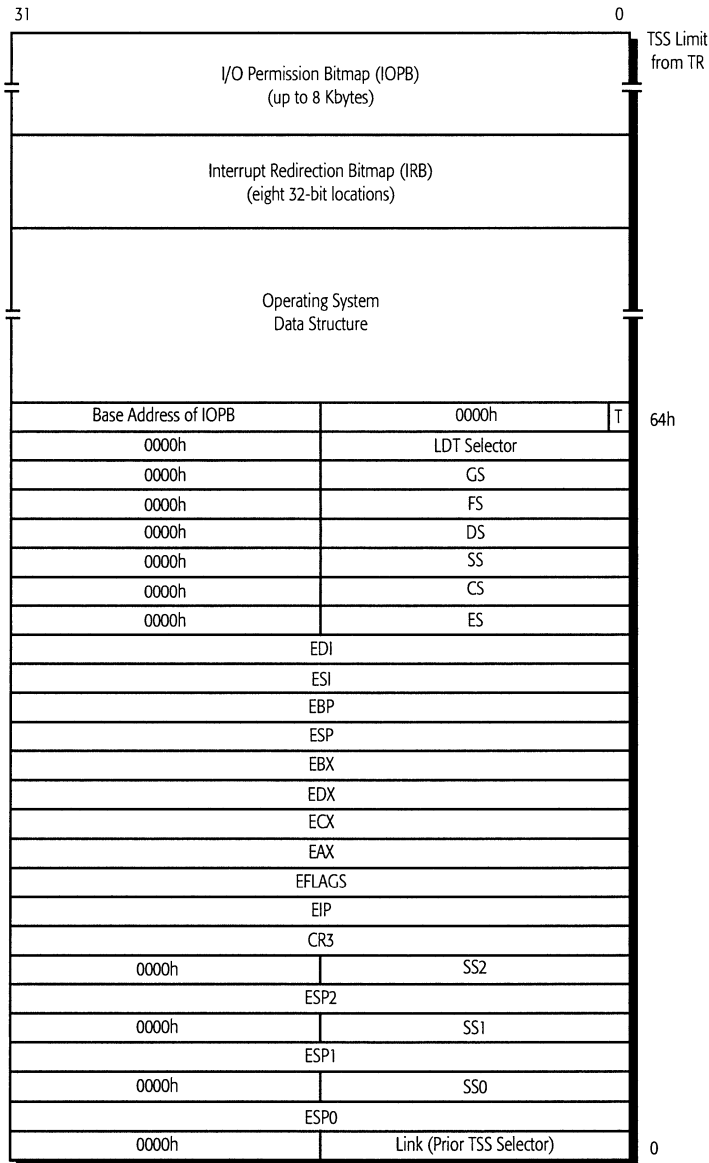 31 0
TSS Limit
from TR
I/O Permission Bitmap (IOPB)
(up to 8 Kbytes)
Interrupt Redirection Bitmap (IRB)
(eight 32-bit locations)
Operating System
Data Structure
Base Address of IOPB 0000h T 64h
0000h LDT Selector
0000h GS
0000h FS
0000h DS
0000h SS
0000h CS
0000h ES
EDI
ESI
EBP
ESP
EBX
EDX
ECX
EAX
EFLAGS
EIP
CR3
0000h SS2
ESP2
0000h SS1
ESP1
0000h SS0
ESP0
0000h Link (Prior TSS Selector) 0